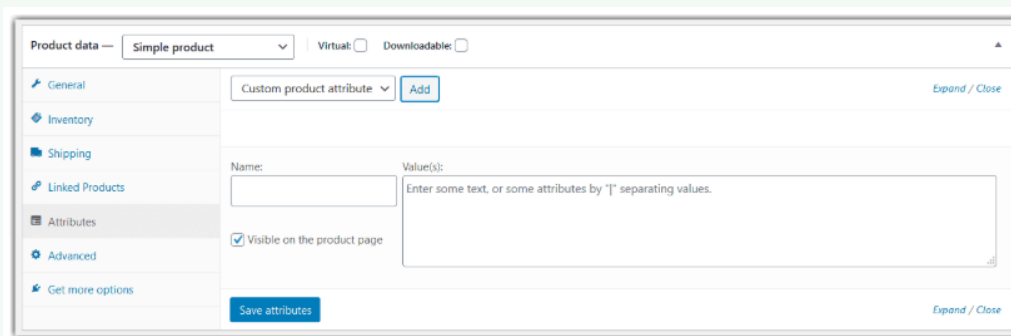 Product data — Simple product Virtual: Downloadable:
General
Custom product attribute Add Expand / Close
Inventory
Shipping
Name: Value(s):
Enter some text, or some attributes by "|" separating values.
Linked Products
Attributes
Visible on the product page
Advanced
Get more options
Save attributes Expand / Close